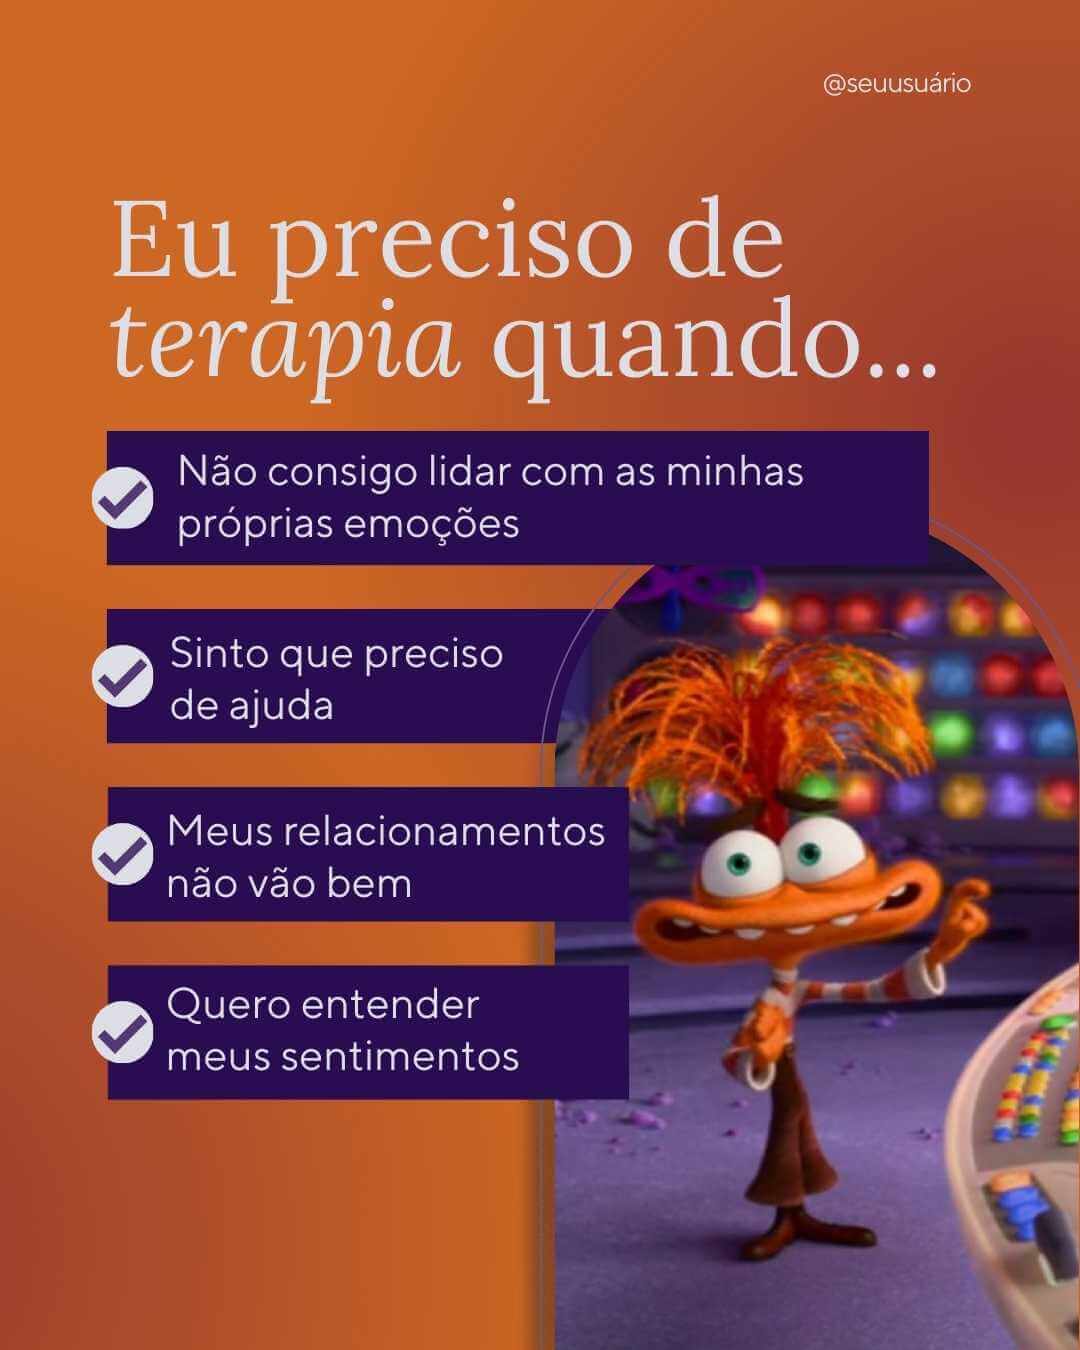 @seuusuário
Eu preciso de
terapia quando...
Não consigo lidar com as minhas
próprias emoções
Sinto que preciso
de ajuda
Meus relacionamentos
não vão bem
Quero entender
meus sentimentos